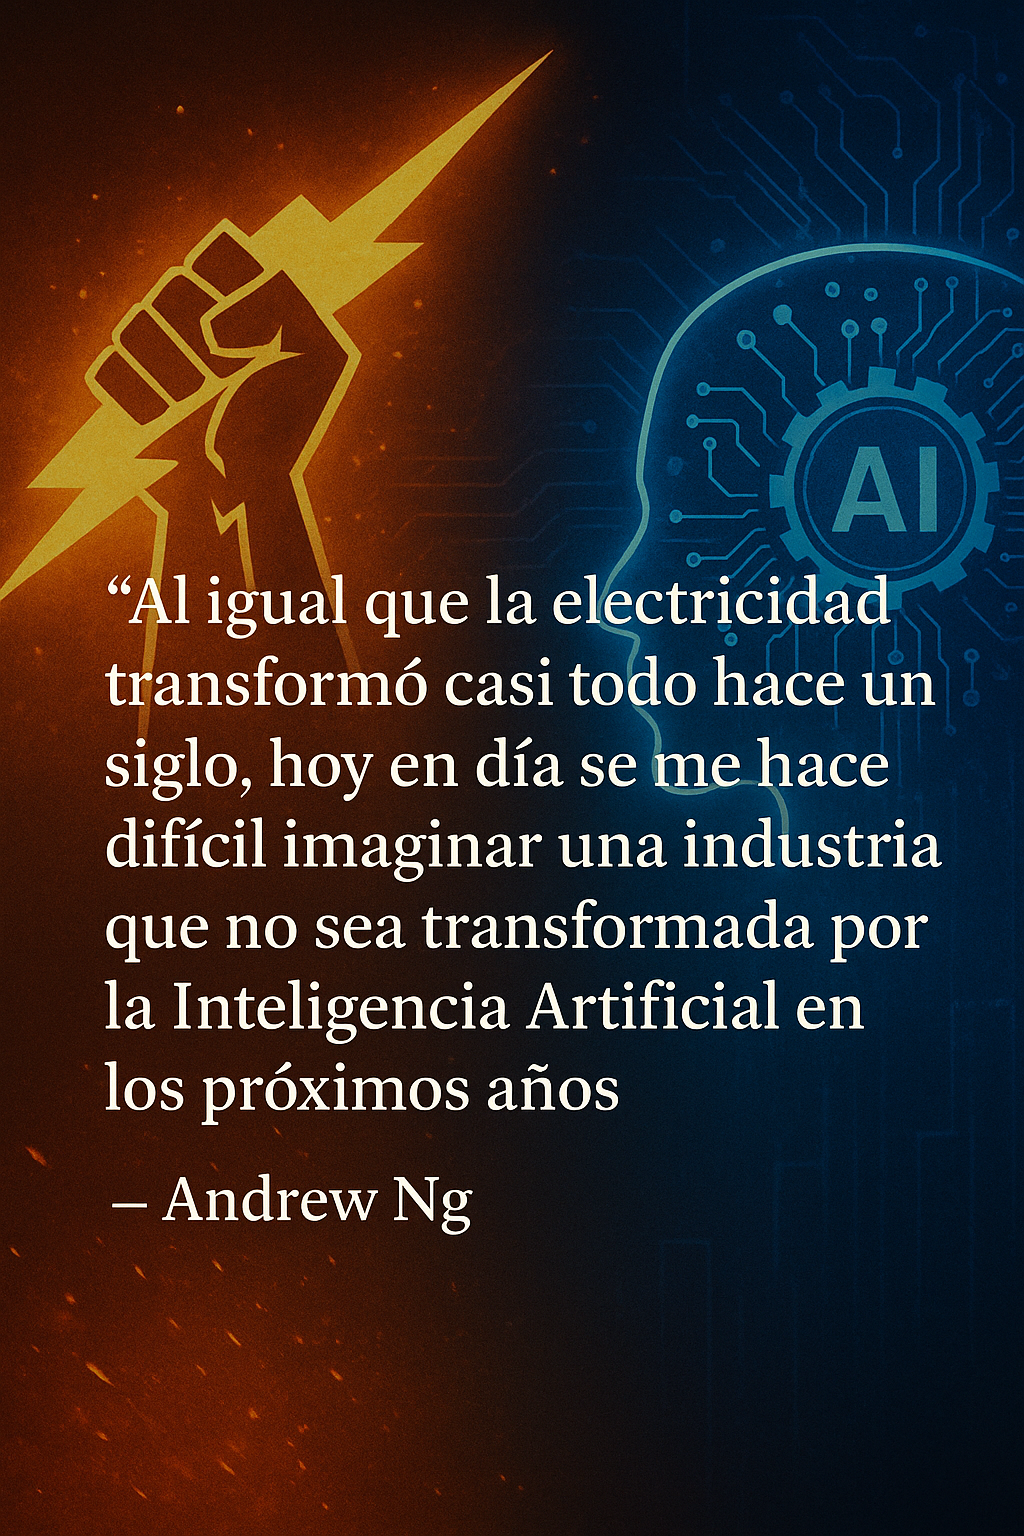 AI
“Al igual que la electricidad
transformó casi todo hace un
siglo, hoy en día se me hace
difícil imaginar una industria
que no sea transformada por
la Inteligencia Artificial en
los próximos años
– Andrew Ng